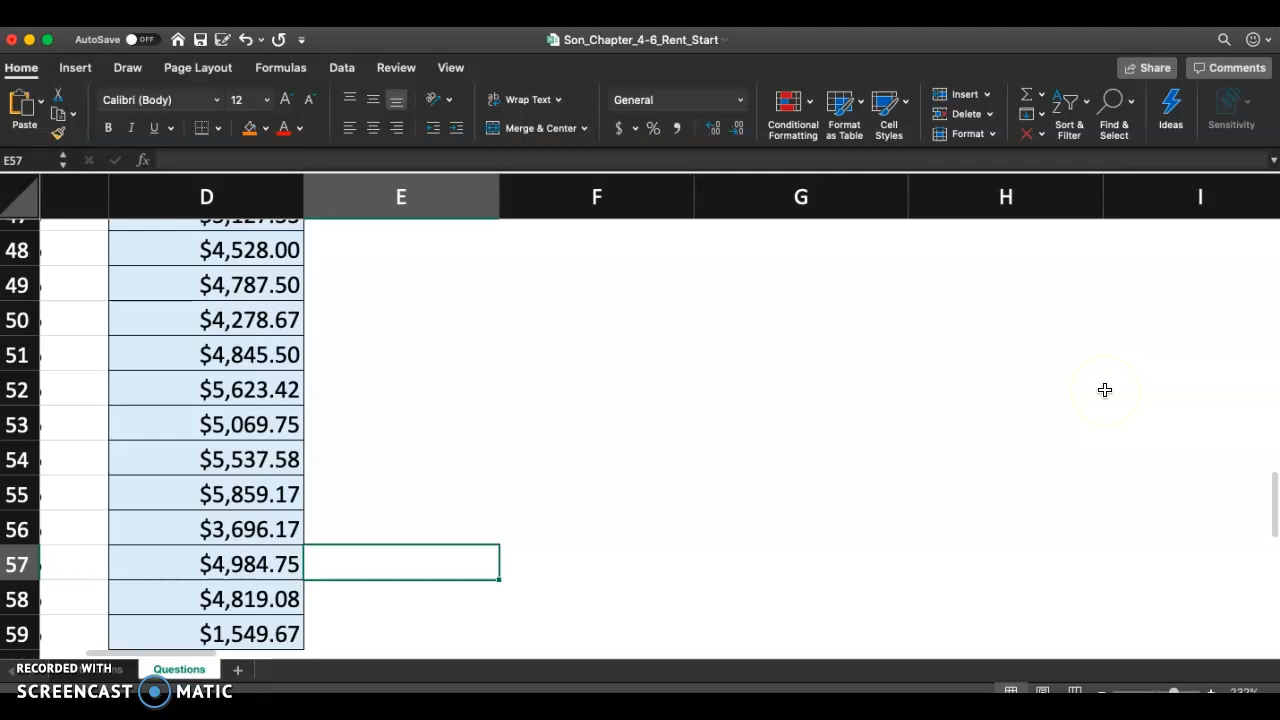 AutoSave OFF Son_Chapter_4-6_Rent_Start
Home Insert Draw Page Layout Formulas Data Review View Share Comments
Paste Calibri (Body) 12 A A Wrap Text General Conditional Formatting Format as Table Cell Styles Insert Sort & Filter Find & Select Ideas Sensitivity
B I U A Merge & Center $ % Delete Format
E57 fx
D E F G H I
48 $4,528.00
49 $4,787.50
50 $4,278.67
51 $4,845.50
52 $5,623.42
53 $5,069.75
54 $5,537.58
55 $5,859.17
56 $3,696.17
57 $4,984.75
58 $4,819.08
59 $1,549.67
RECORDED WITH Questions +
SCREENCAST MATIC